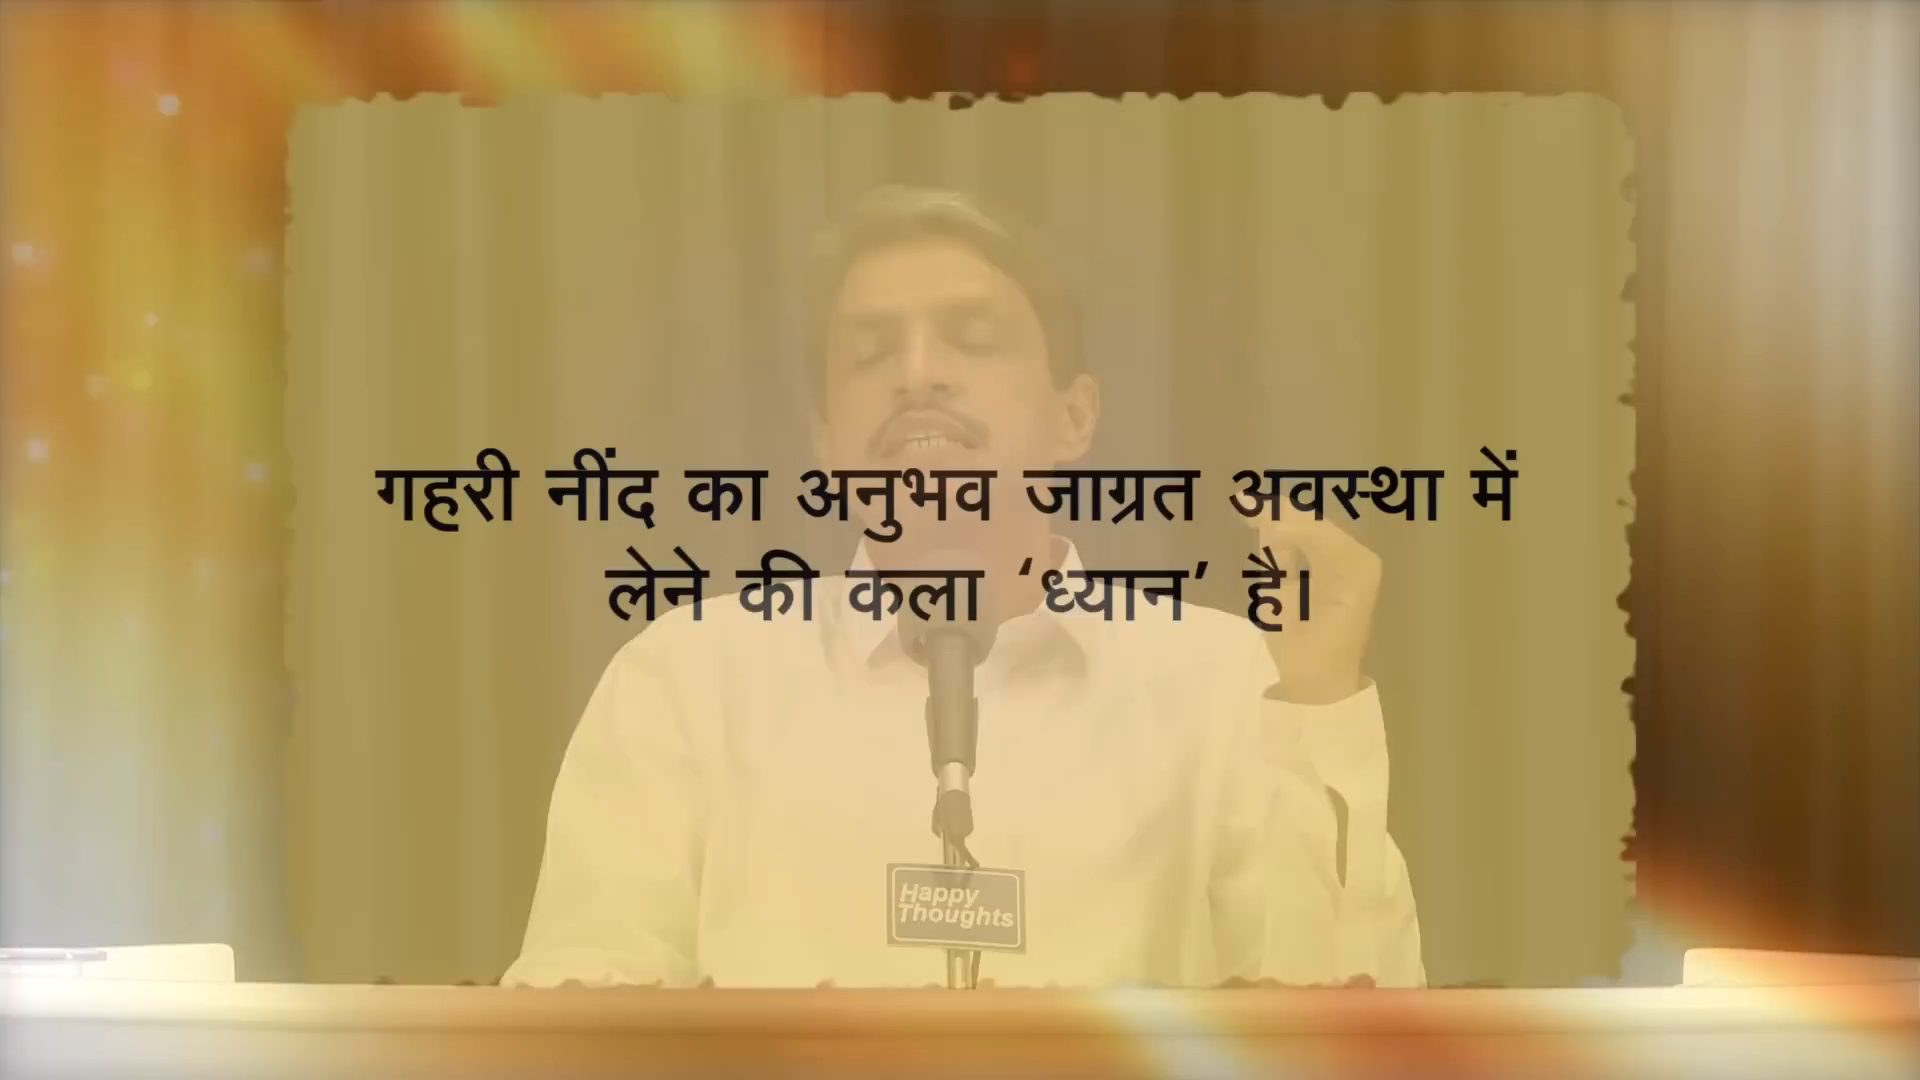 गहरी नींद का अनुभव जाग्रत अवस्था में
लेने की कला ‘ध्यान’ है।
Happy
Thoughts